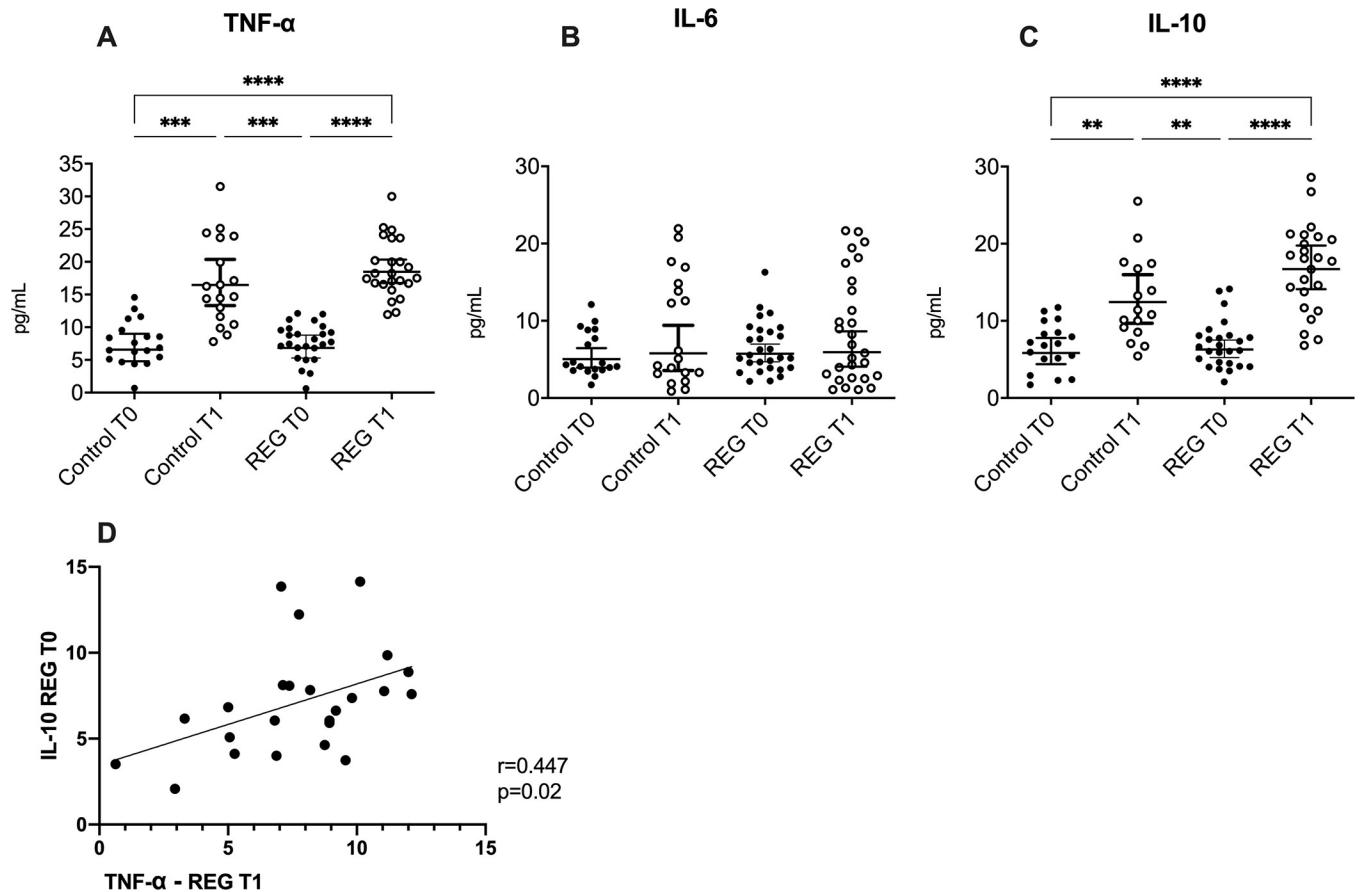 A
TNF-α
****
*** *** ****
35
30
25
20
15
10
5
0
pg/mL
Control T0
Control T1
REG T0
REG T1
B
IL-6
30
20
10
0
pg/mL
Control T0
Control T1
REG T0
REG T1
C
IL-10
****
** ** ****
30
20
10
0
pg/mL
Control T0
Control T1
REG T0
REG T1
D
15
10
5
0
IL-10 REG T0
0 5 10 15
TNF-α - REG T1
r=0.447
p=0.02